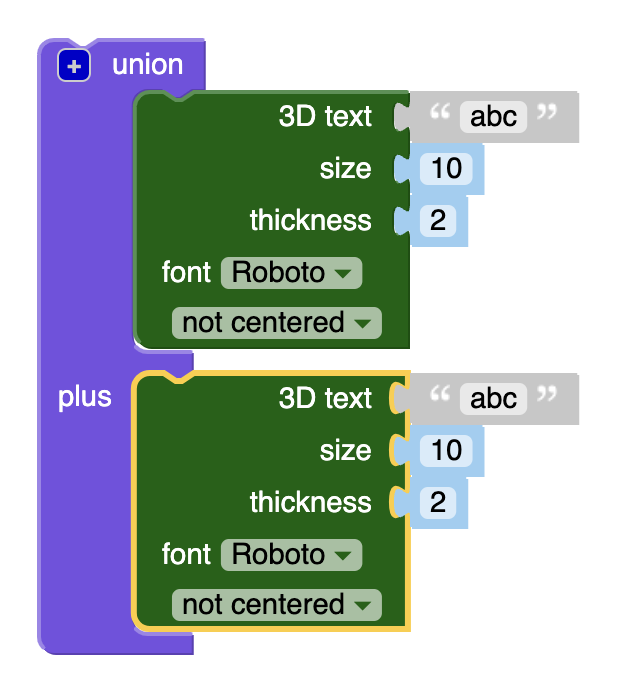 + union
3D text “ abc ”
size 10
thickness 2
font Roboto
not centered
plus 3D text “ abc ”
size 10
thickness 2
font Roboto
not centered